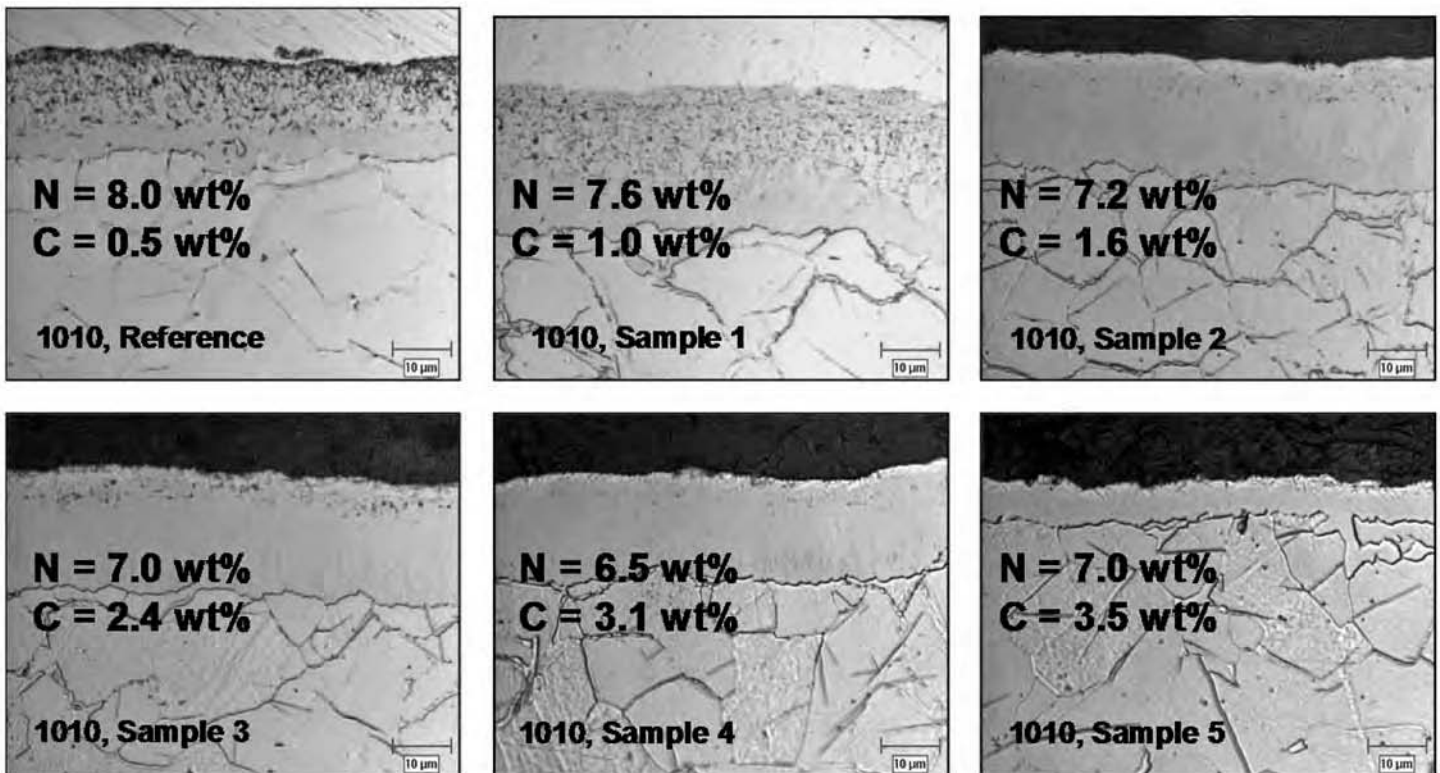 N = 8.0 wt%
C = 0.5 wt%
1010, Reference
10 µm
N = 7.6 wt%
C = 1.0 wt%
1010, Sample 1
10 µm
N = 7.2 wt%
C = 1.6 wt%
1010, Sample 2
10 µm
N = 7.0 wt%
C = 2.4 wt%
1010, Sample 3
10 µm
N = 6.5 wt%
C = 3.1 wt%
1010, Sample 4
10 µm
N = 7.0 wt%
C = 3.5 wt%
1010, Sample 5
10 µm